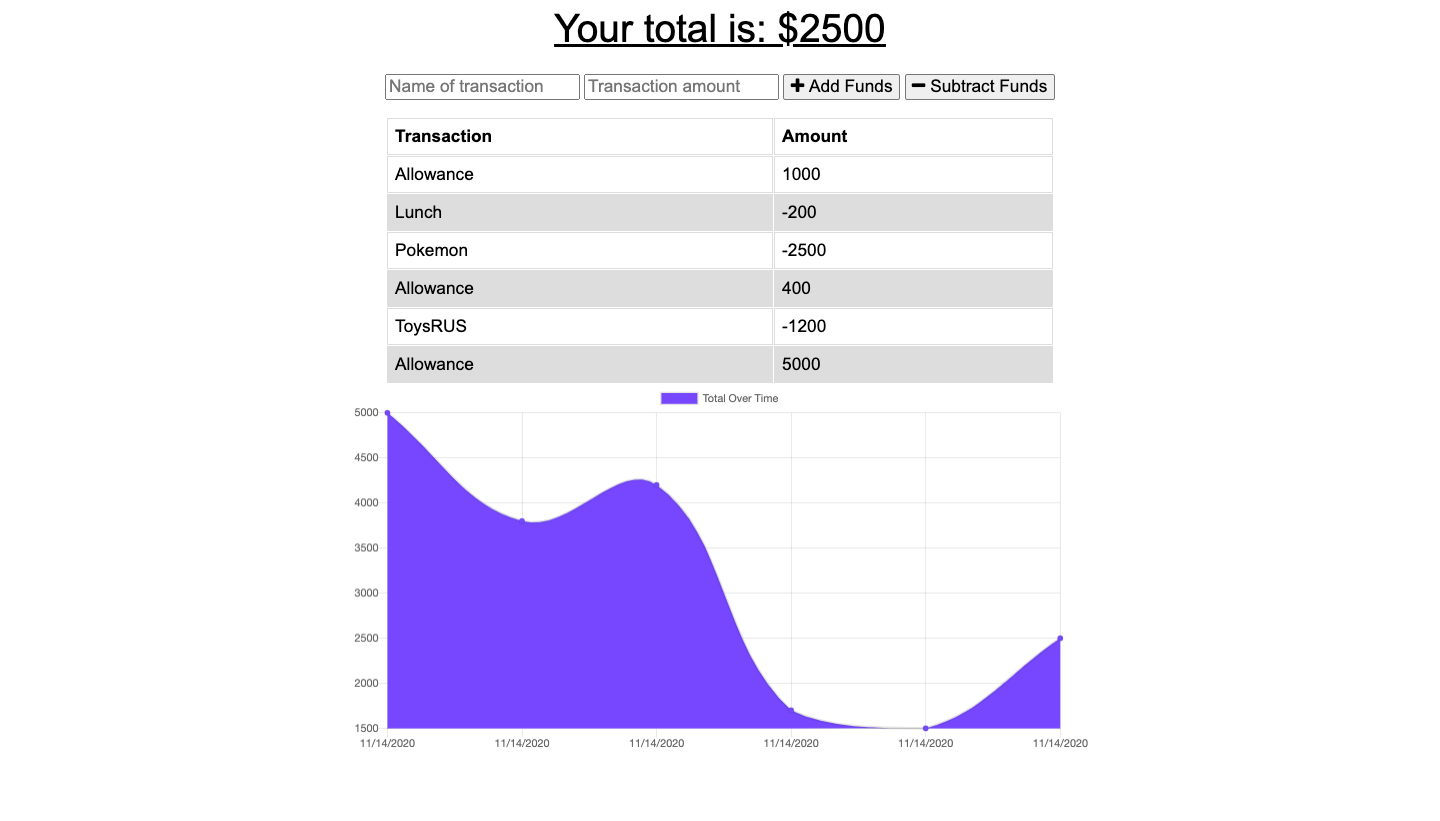 Your total is: $2500
Name of transaction Transaction amount Add Funds Subtract Funds
Transaction Amount
Allowance 1000
Lunch -200
Pokemon -2500
Allowance 400
ToysRUS -1200
Allowance 5000
Total Over Time
5000
4500
4000
3500
3000
2500
2000
1500
11/14/2020 11/14/2020 11/14/2020 11/14/2020 11/14/2020 11/14/2020